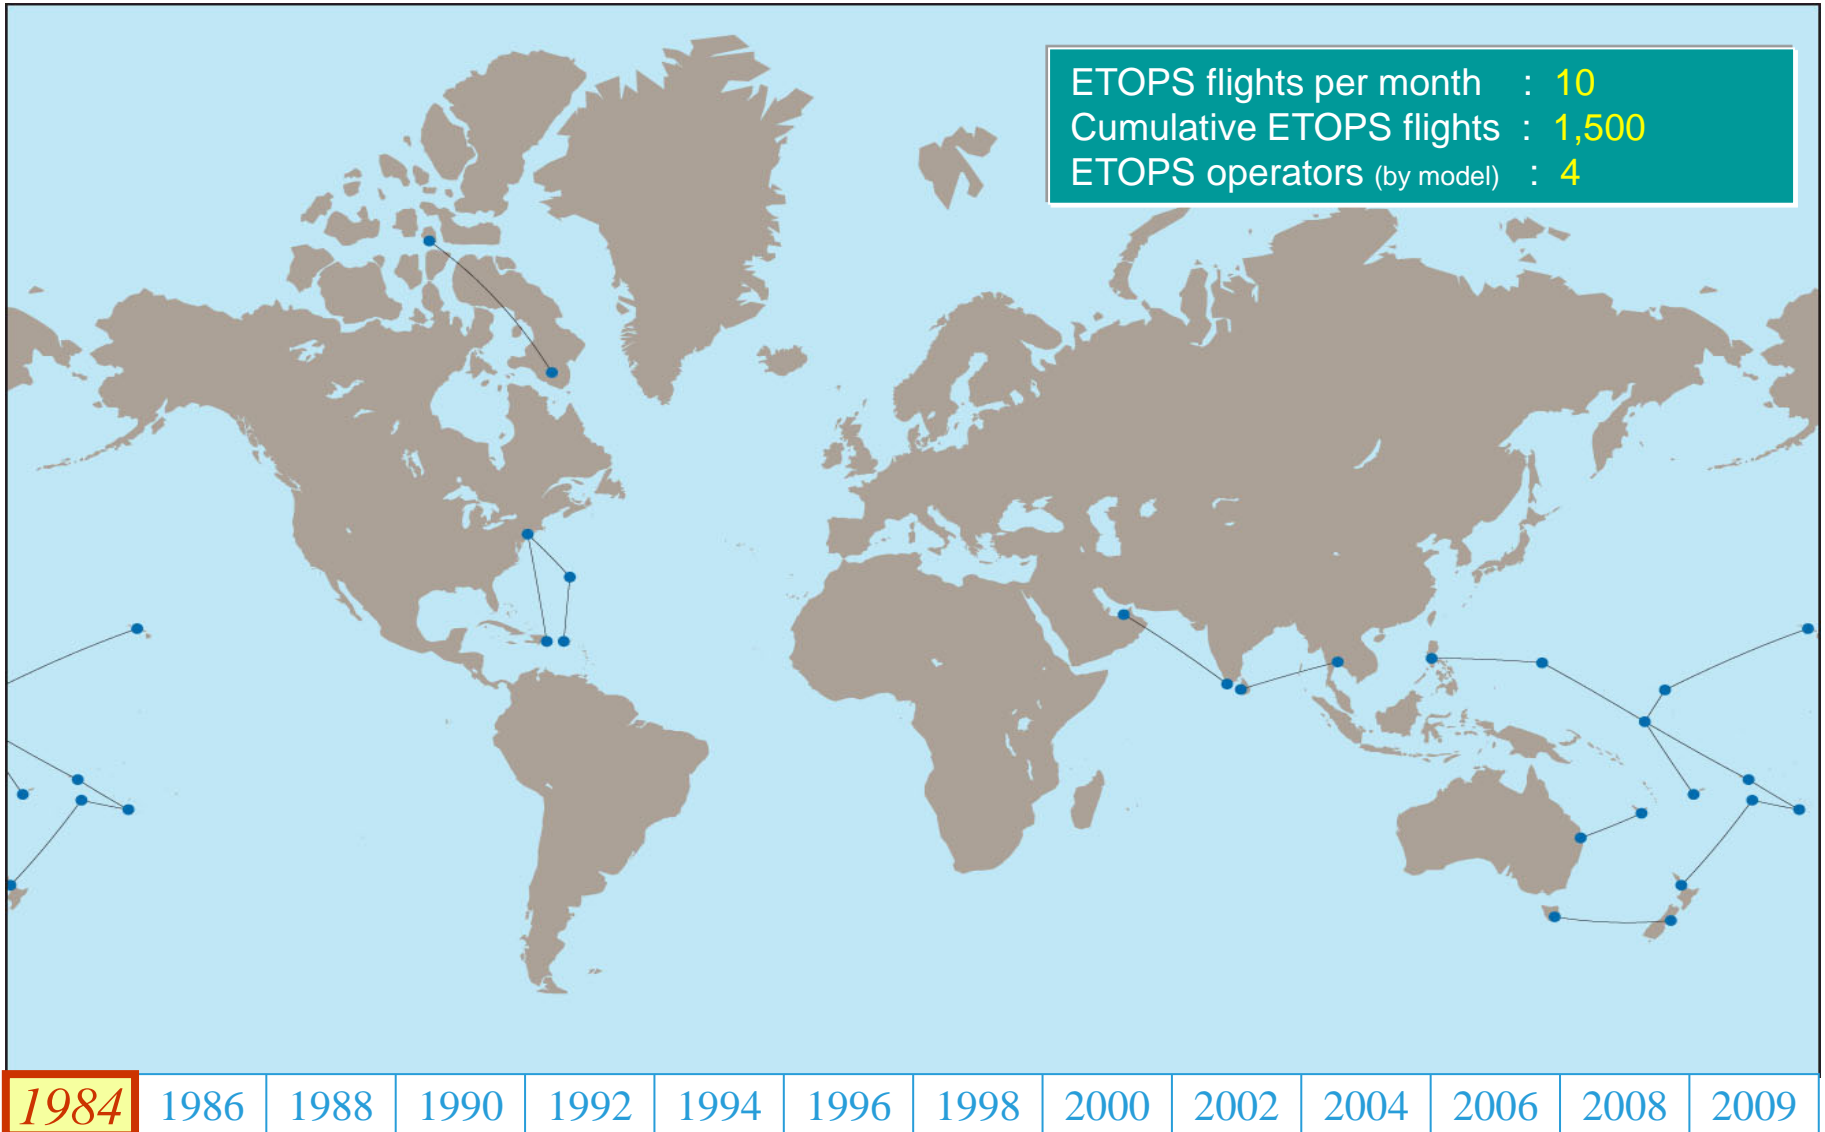 ETOPS flights per month : 10
Cumulative ETOPS flights : 1,500
ETOPS operators (by model) : 4
1984 1986 1988 1990 1992 1994 1996 1998 2000 2002 2004 2006 2008 2009